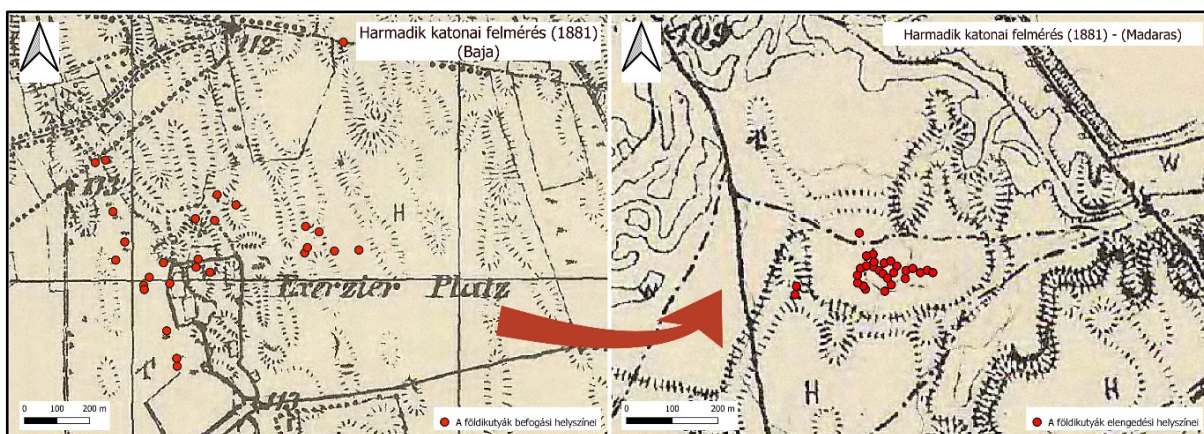 Harmadik katonai felmérés (1881)
(Baja)
112
113
H
Exerzier Platz
T
113
0 100 200 m
A földikutyák befogási helyszínei
Harmadik katonai felmérés (1881) - (Madaras)
109
W
H
H
0 100 200 m
A földikutyák elengedési helyszínei